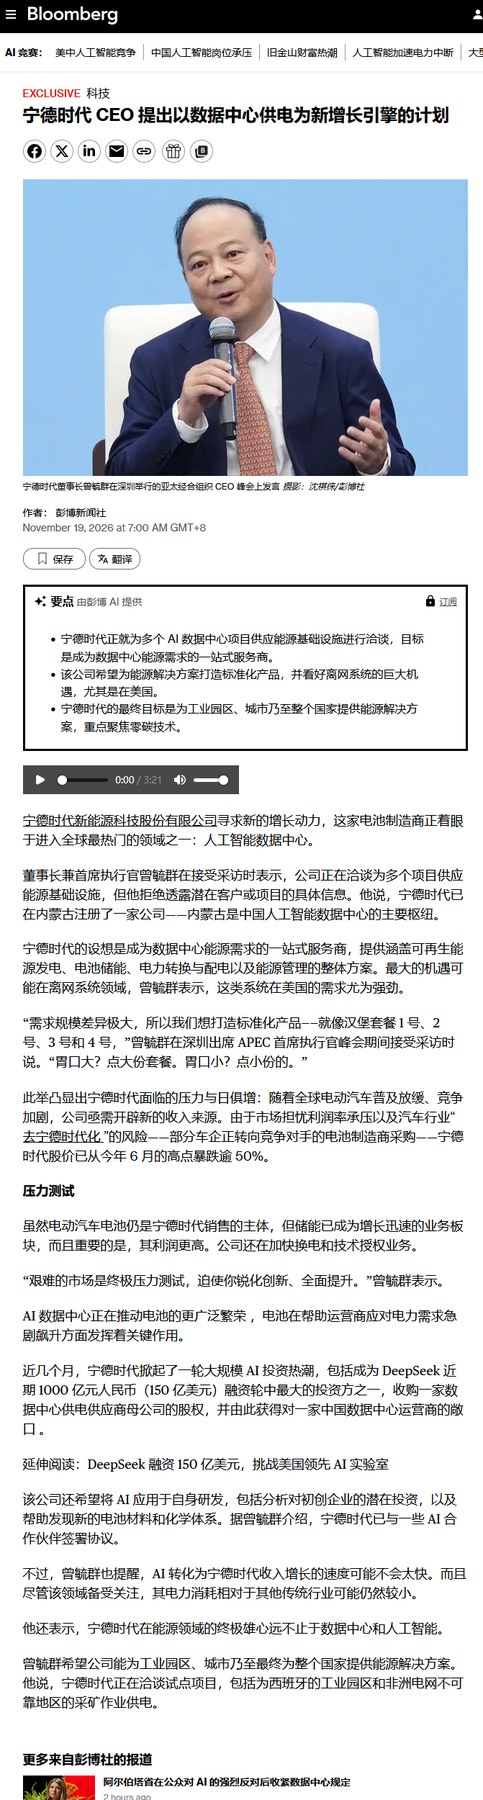 Bloomberg
AI 竞赛： 美中人工智能竞争 中国人工智能岗位承压 旧金山财富热潮 人工智能加速电力中断 大型
EXCLUSIVE 科技
宁德时代 CEO 提出以数据中心供电为新增长引擎的计划
宁德时代董事长曾毓群在深圳举行的亚太经合组织 CEO 峰会上发言 摄影：沈祺徕/彭博社
作者： 彭博新闻社
November 19, 2026 at 7:00 AM GMT+8
保存 翻译
要点 由彭博 AI 提供 订阅
• 宁德时代正就为多个 AI 数据中心项目供应能源基础设施进行洽谈，目标
是成为数据中心能源需求的一站式服务商。
• 该公司希望为能源解决方案打造标准化产品，并看好离网系统的巨大机
遇，尤其是在美国。
• 宁德时代的最终目标是为工业园区、城市乃至整个国家提供能源解决方
案，重点聚焦零碳技术。
0:00 / 3:21
宁德时代新能源科技股份有限公司寻求新的增长动力，这家电池制造商正着眼
于进入全球最热门的领域之一：人工智能数据中心。
董事长兼首席执行官曾毓群在接受采访时表示，公司正在洽谈为多个项目供应
能源基础设施，但他拒绝透露潜在客户或项目的具体信息。他说，宁德时代已
在内蒙古注册了一家公司——内蒙古是中国人工智能数据中心的主要枢纽。
宁德时代的设想是成为数据中心能源需求的一站式服务商，提供涵盖可再生能
源发电、电池储能、电力转换与配电以及能源管理的整体方案。最大的机遇可
能在离网系统领域，曾毓群表示，这类系统在美国的需求尤为强劲。
“需求规模差异极大，所以我们想打造标准化产品——就像汉堡套餐 1 号、2
号、3 号和 4 号，”曾毓群在深圳出席 APEC 首席执行官峰会期间接受采访时
说。“胃口大？点大份套餐。胃口小？点小份的。”
此举凸显出宁德时代面临的压力与日俱增：随着全球电动汽车普及放缓、竞争
加剧，公司亟需开辟新的收入来源。由于市场担忧利润率承压以及汽车行业“
去宁德时代化 ”的风险——部分车企正转向竞争对手的电池制造商采购——宁德
时代股价已从今年 6 月的高点暴跌逾 50%。
压力测试
虽然电动汽车电池仍是宁德时代销售的主体，但储能已成为增长迅速的业务板
块，而且重要的是，其利润更高。公司还在加快换电和技术授权业务。
“艰难的市场是终极压力测试，迫使你锐化创新、全面提升。”曾毓群表示。
AI 数据中心正在推动电池的更广泛繁荣 ，电池在帮助运营商应对电力需求急
剧飙升方面发挥着关键作用。
近几个月，宁德时代掀起了一轮大规模 AI 投资热潮，包括成为 DeepSeek 近
期 1000 亿元人民币（150 亿美元）融资轮中最大的投资方之一，收购一家数
据中心供电供应商母公司的股权，并由此获得对一家中国数据中心运营商的敞
口 。
延伸阅读：DeepSeek 融资 150 亿美元，挑战美国领先 AI 实验室
该公司还希望将 AI 应用于自身研发，包括分析对初创企业的潜在投资，以及
帮助发现新的电池材料和化学体系。据曾毓群介绍，宁德时代已与一些 AI 合
作伙伴签署协议。
不过，曾毓群也提醒，AI 转化为宁德时代收入增长的速度可能不会太快。而且
尽管该领域备受关注，其电力消耗相对于其他传统行业可能仍然较小。
他还表示，宁德时代在能源领域的终极雄心远不止于数据中心和人工智能。
曾毓群希望公司能为工业园区、城市乃至最终为整个国家提供能源解决方案。
他说，宁德时代正在洽谈试点项目，包括为西班牙的工业园区和非洲电网不可
靠地区的采矿作业供电。
更多来自彭博社的报道
阿尔伯塔省在公众对 AI 的强烈反对后收紧数据中心规定
2 hours ago